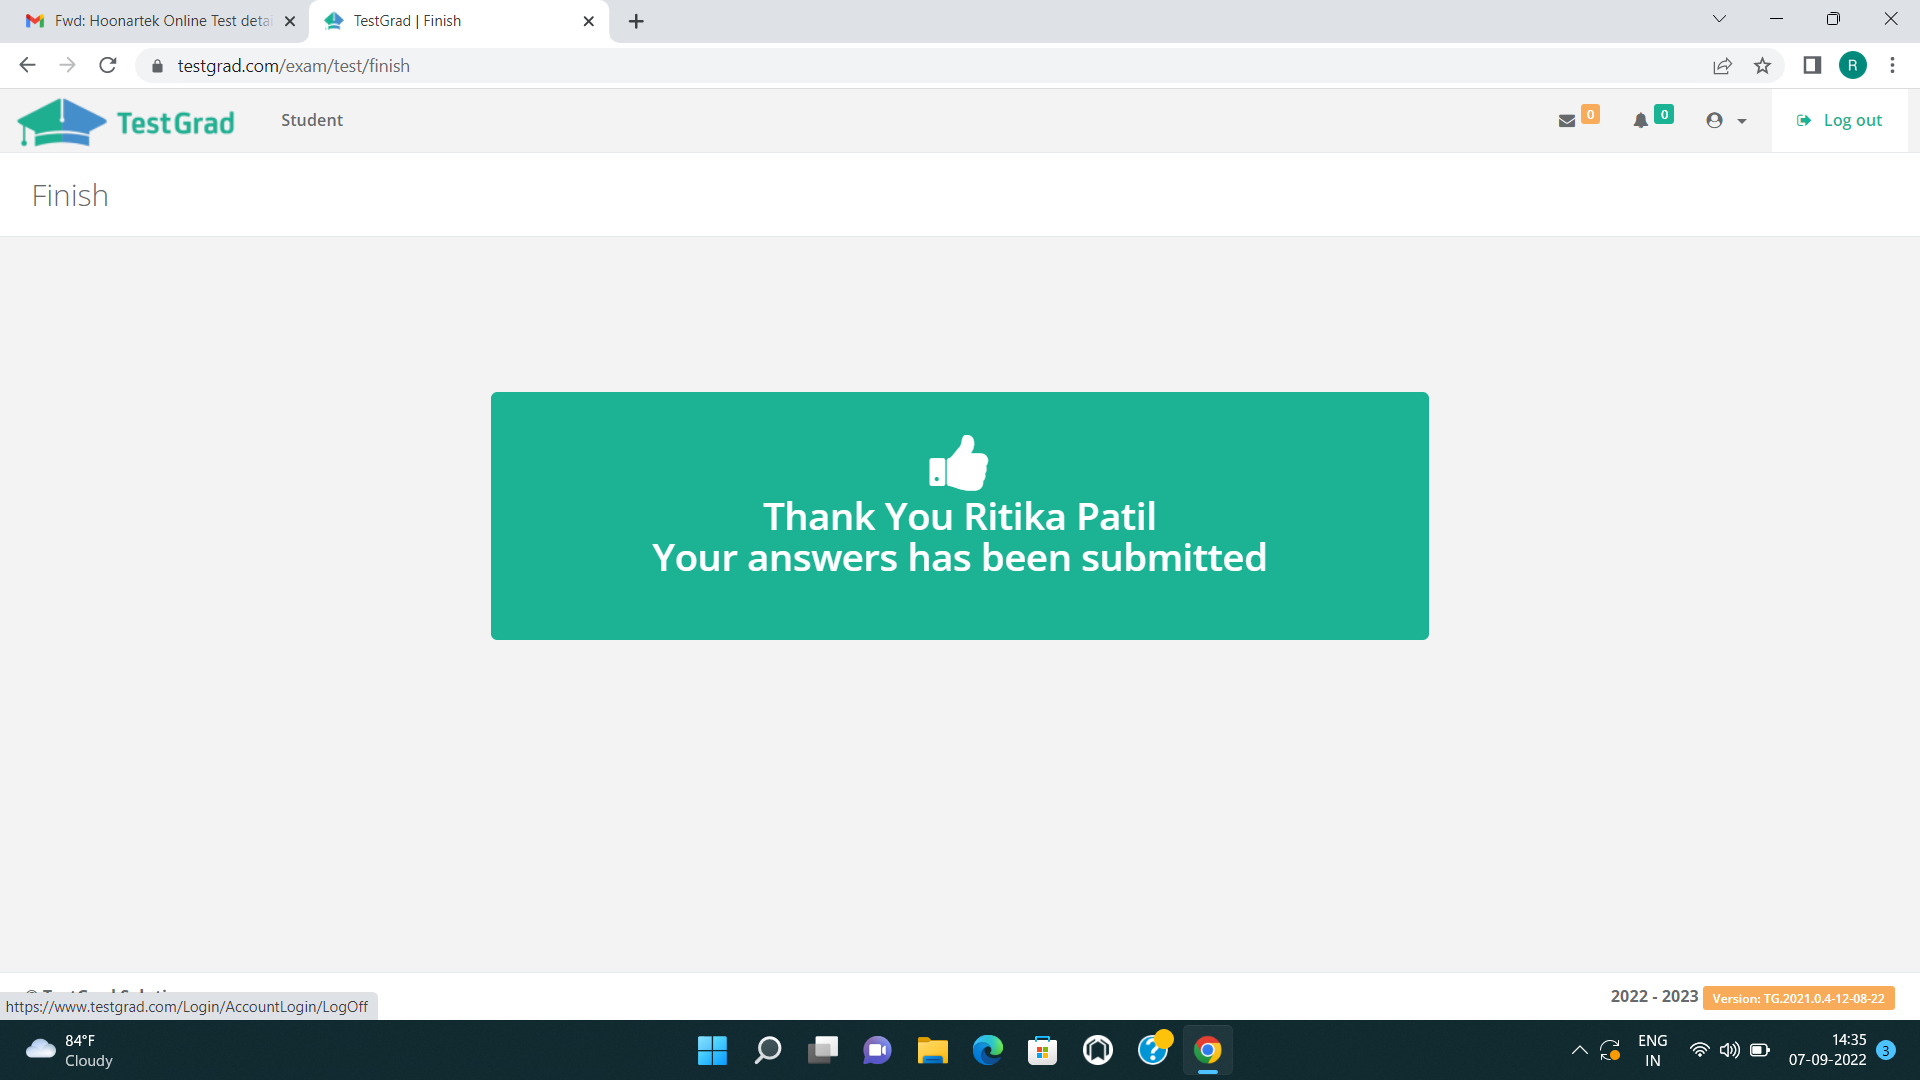 Fwd: Hoonartek Online Test detai
TestGrad | Finish
testgrad.com/exam/test/finish
R
TestGrad
Student
0
0
Log out
Finish
Thank You Ritika Patil
Your answers has been submitted
https://www.testgrad.com/Login/AccountLogin/LogOff
2022 - 2023
Version: TG.2021.0.4-12-08-22
84°F
Cloudy
ENG
IN
14:35
07-09-2022
3